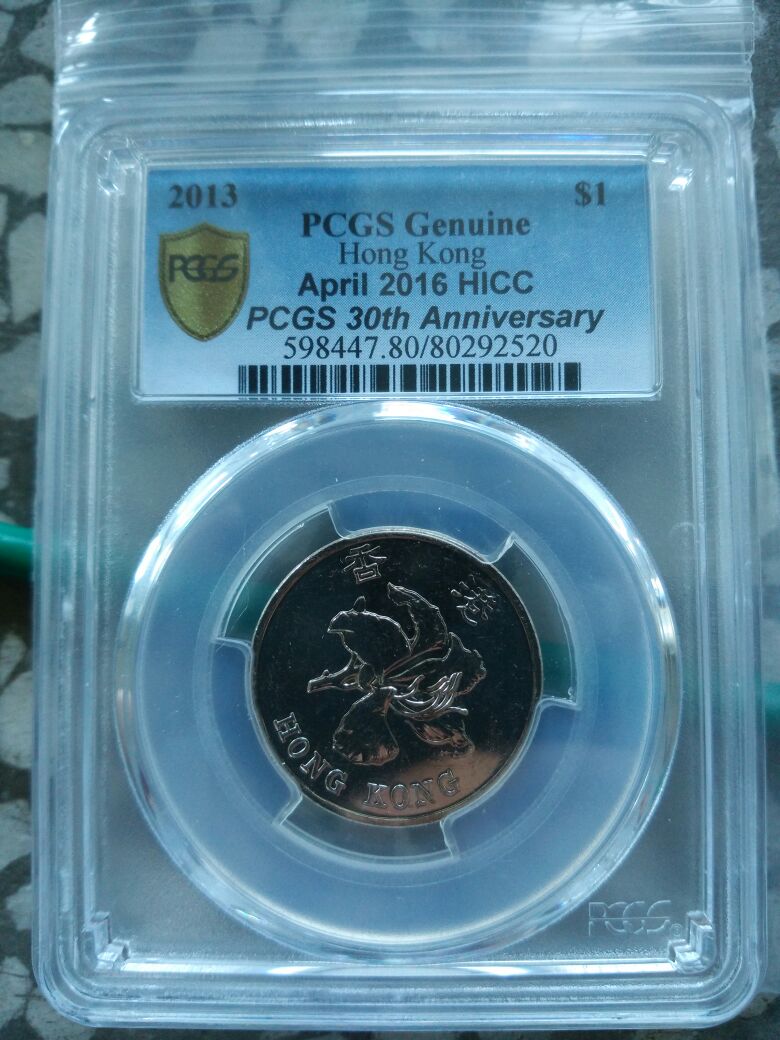 2013
$1
PCGS Genuine
Hong Kong
PCGS
April 2016 HICC
PCGS 30th Anniversary
598447.80/80292520
香港
HONG KONG
PCGS